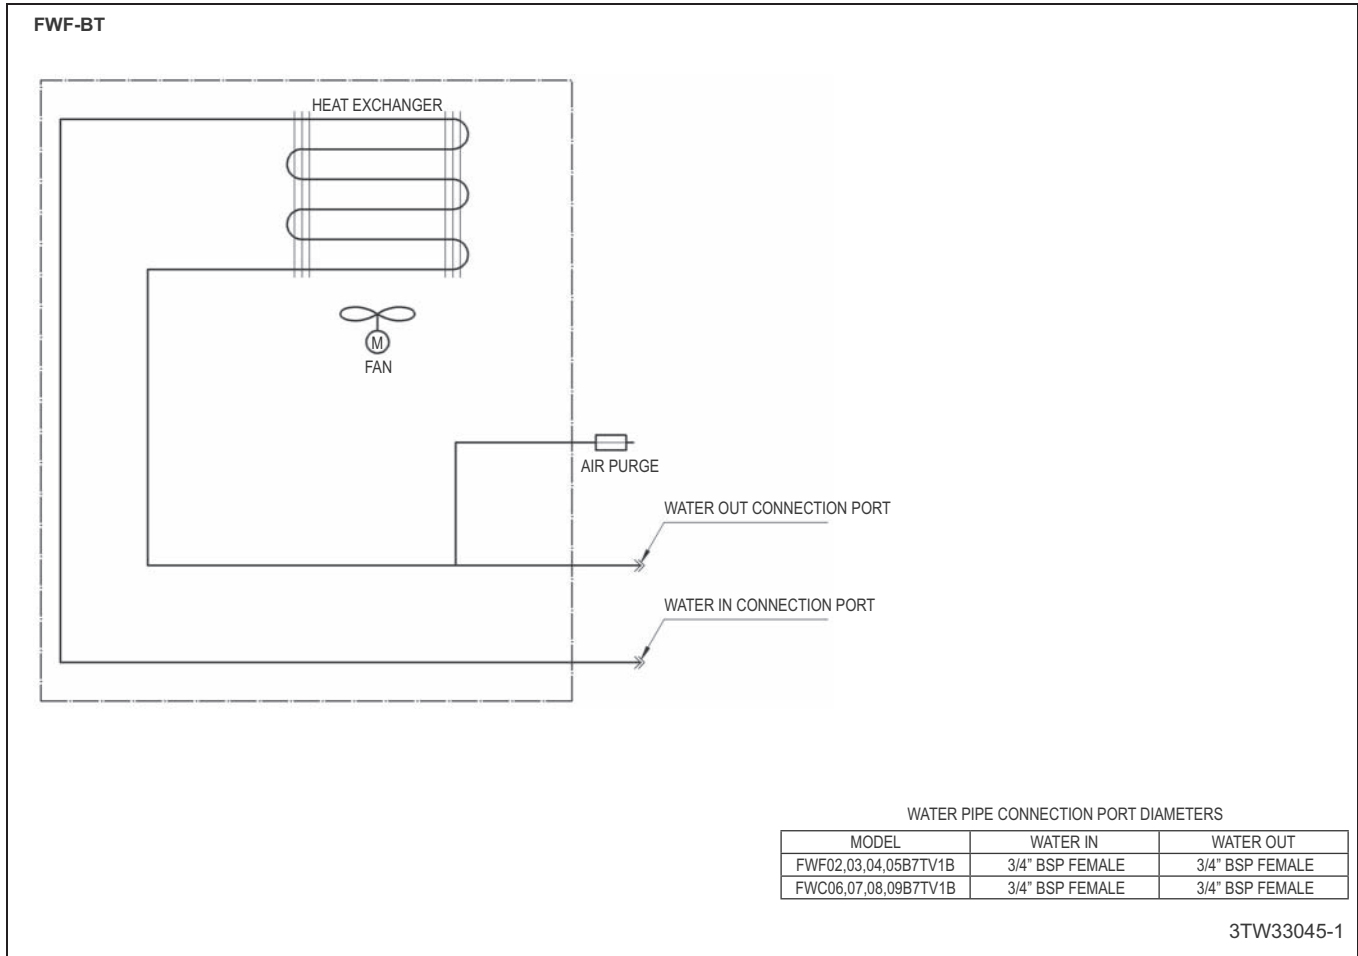 FWF-BT
HEAT EXCHANGER
M
FAN
AIR PURGE
WATER OUT CONNECTION PORT
WATER IN CONNECTION PORT
WATER PIPE CONNECTION PORT DIAMETERS
MODEL WATER IN WATER OUT
FWF02,03,04,05B7TV1B 3/4” BSP FEMALE 3/4” BSP FEMALE
FWC06,07,08,09B7TV1B 3/4” BSP FEMALE 3/4” BSP FEMALE
3TW33045-1